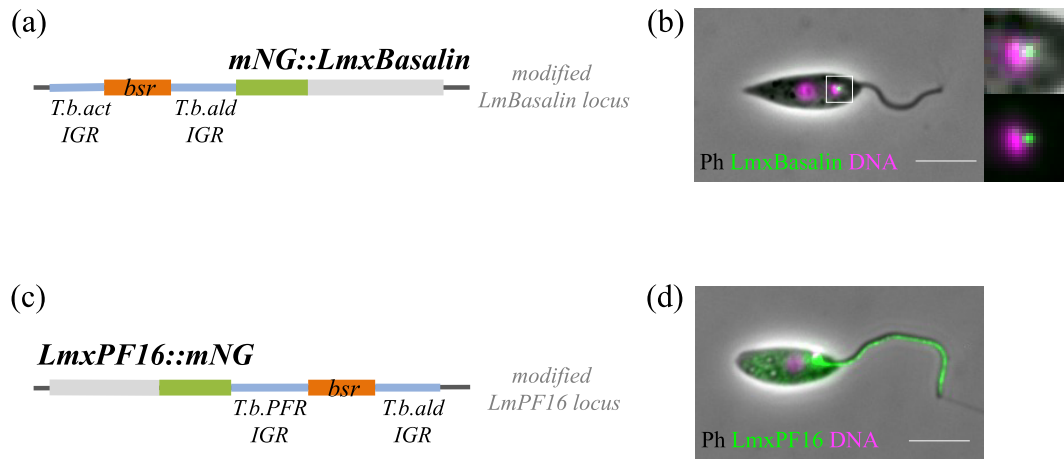 (a)
mNG::LmxBasalin
bsr
T.b.act
IGR
T.b.ald
IGR
modified
LmBasalin locus
(b)
Ph LmxBasalin DNA
(c)
LmxPF16::mNG
bsr
T.b.PFR
IGR
T.b.ald
IGR
modified
LmPF16 locus
(d)
Ph LmxPF16 DNA